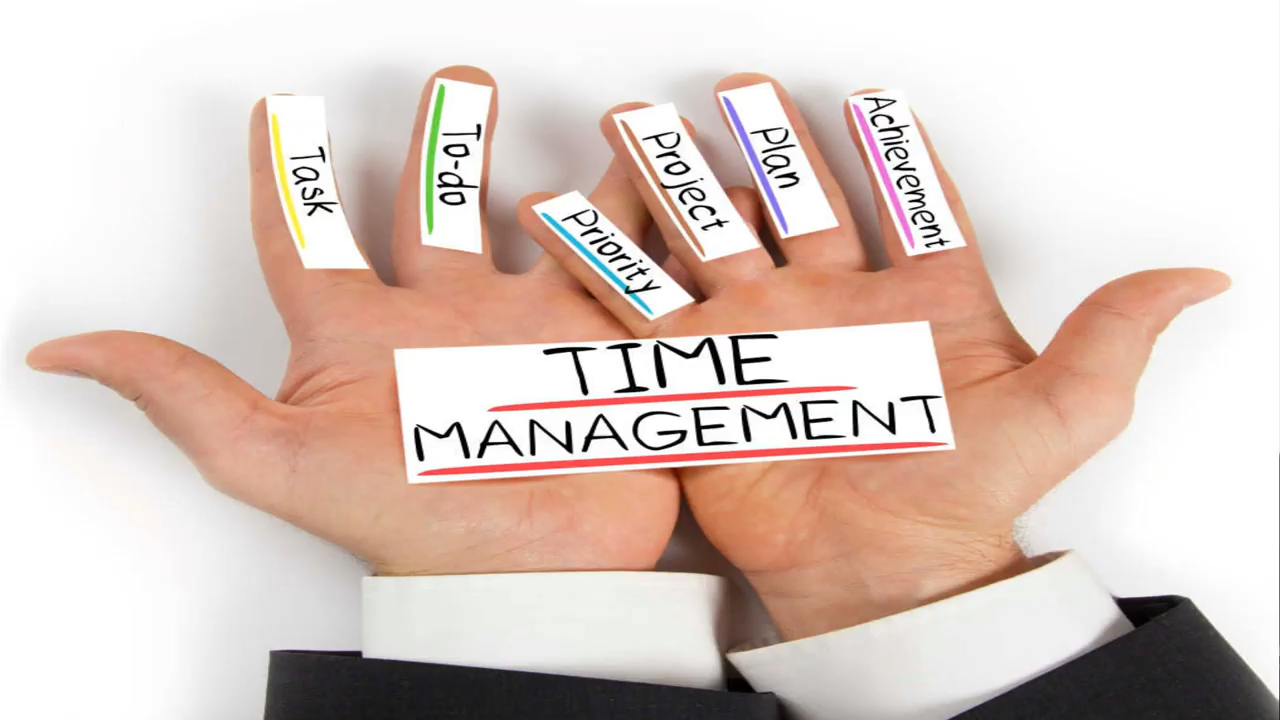 Task
To-do
Priority
Project
Plan
Achievement
TIME
MANAGEMENT